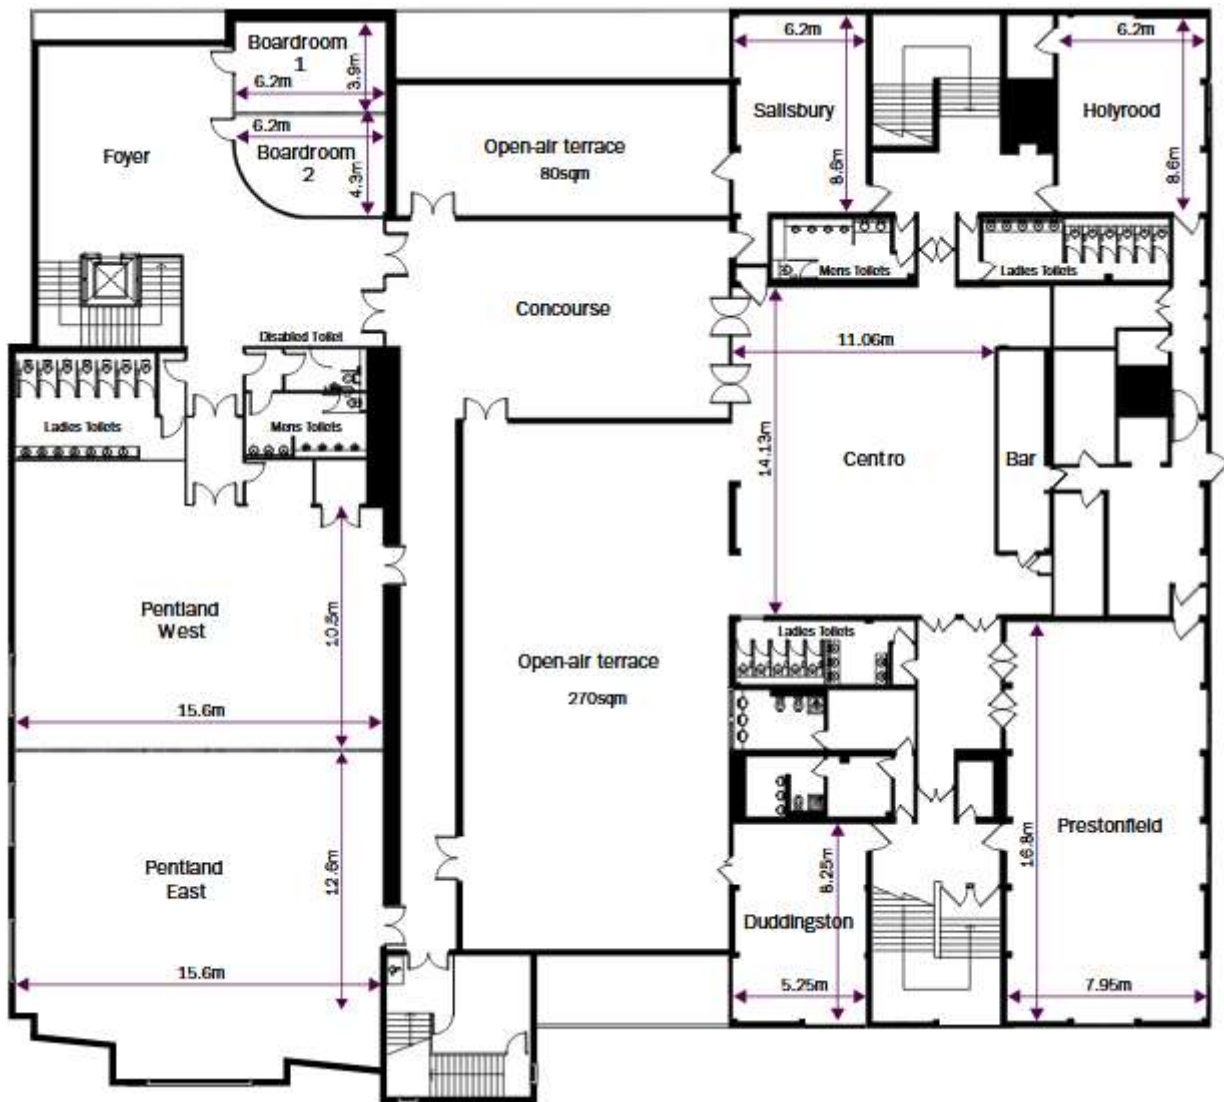 Boardroom
1
6.2m
3.9m
6.2m
Boardroom
2
4.3m
Foyer
Open-air terrace
80sqm
6.2m
Salisbury
8.6m
6.2m
Holyrood
8.6m
Mens Toilets
Ladies Toilets
Concourse
Disabled Toilet
Ladies Toilets
Mens Toilets
11.06m
14.13m
Centro
Bar
Pentland
West
10.5m
15.6m
Open-air terrace
270sqm
Ladies Toilets
Pentland
East
12.6m
15.6m
Duddingston
8.25m
5.25m
Prestonfield
16.8m
7.95m